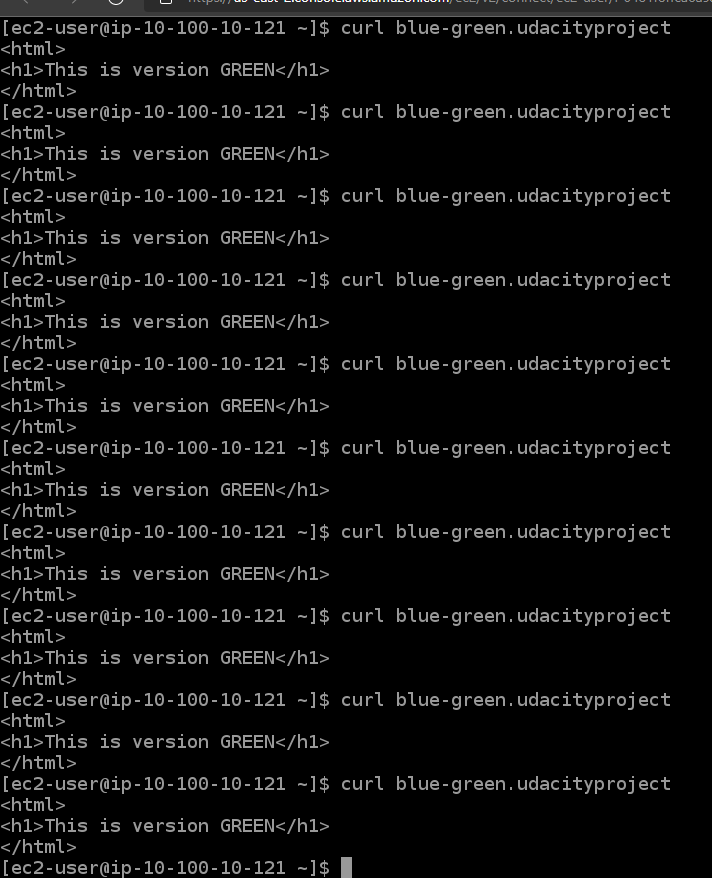 [ec2-user@ip-10-100-10-121 ~]$ curl blue-green.udacityproject
<html>
<h1>This is version GREEN</h1>
</html>
[ec2-user@ip-10-100-10-121 ~]$ curl blue-green.udacityproject
<html>
<h1>This is version GREEN</h1>
</html>
[ec2-user@ip-10-100-10-121 ~]$ curl blue-green.udacityproject
<html>
<h1>This is version GREEN</h1>
</html>
[ec2-user@ip-10-100-10-121 ~]$ curl blue-green.udacityproject
<html>
<h1>This is version GREEN</h1>
</html>
[ec2-user@ip-10-100-10-121 ~]$ curl blue-green.udacityproject
<html>
<h1>This is version GREEN</h1>
</html>
[ec2-user@ip-10-100-10-121 ~]$ curl blue-green.udacityproject
<html>
<h1>This is version GREEN</h1>
</html>
[ec2-user@ip-10-100-10-121 ~]$ curl blue-green.udacityproject
<html>
<h1>This is version GREEN</h1>
</html>
[ec2-user@ip-10-100-10-121 ~]$ curl blue-green.udacityproject
<html>
<h1>This is version GREEN</h1>
</html>
[ec2-user@ip-10-100-10-121 ~]$ curl blue-green.udacityproject
<html>
<h1>This is version GREEN</h1>
</html>
[ec2-user@ip-10-100-10-121 ~]$ curl blue-green.udacityproject
<html>
<h1>This is version GREEN</h1>
</html>
[ec2-user@ip-10-100-10-121 ~]$